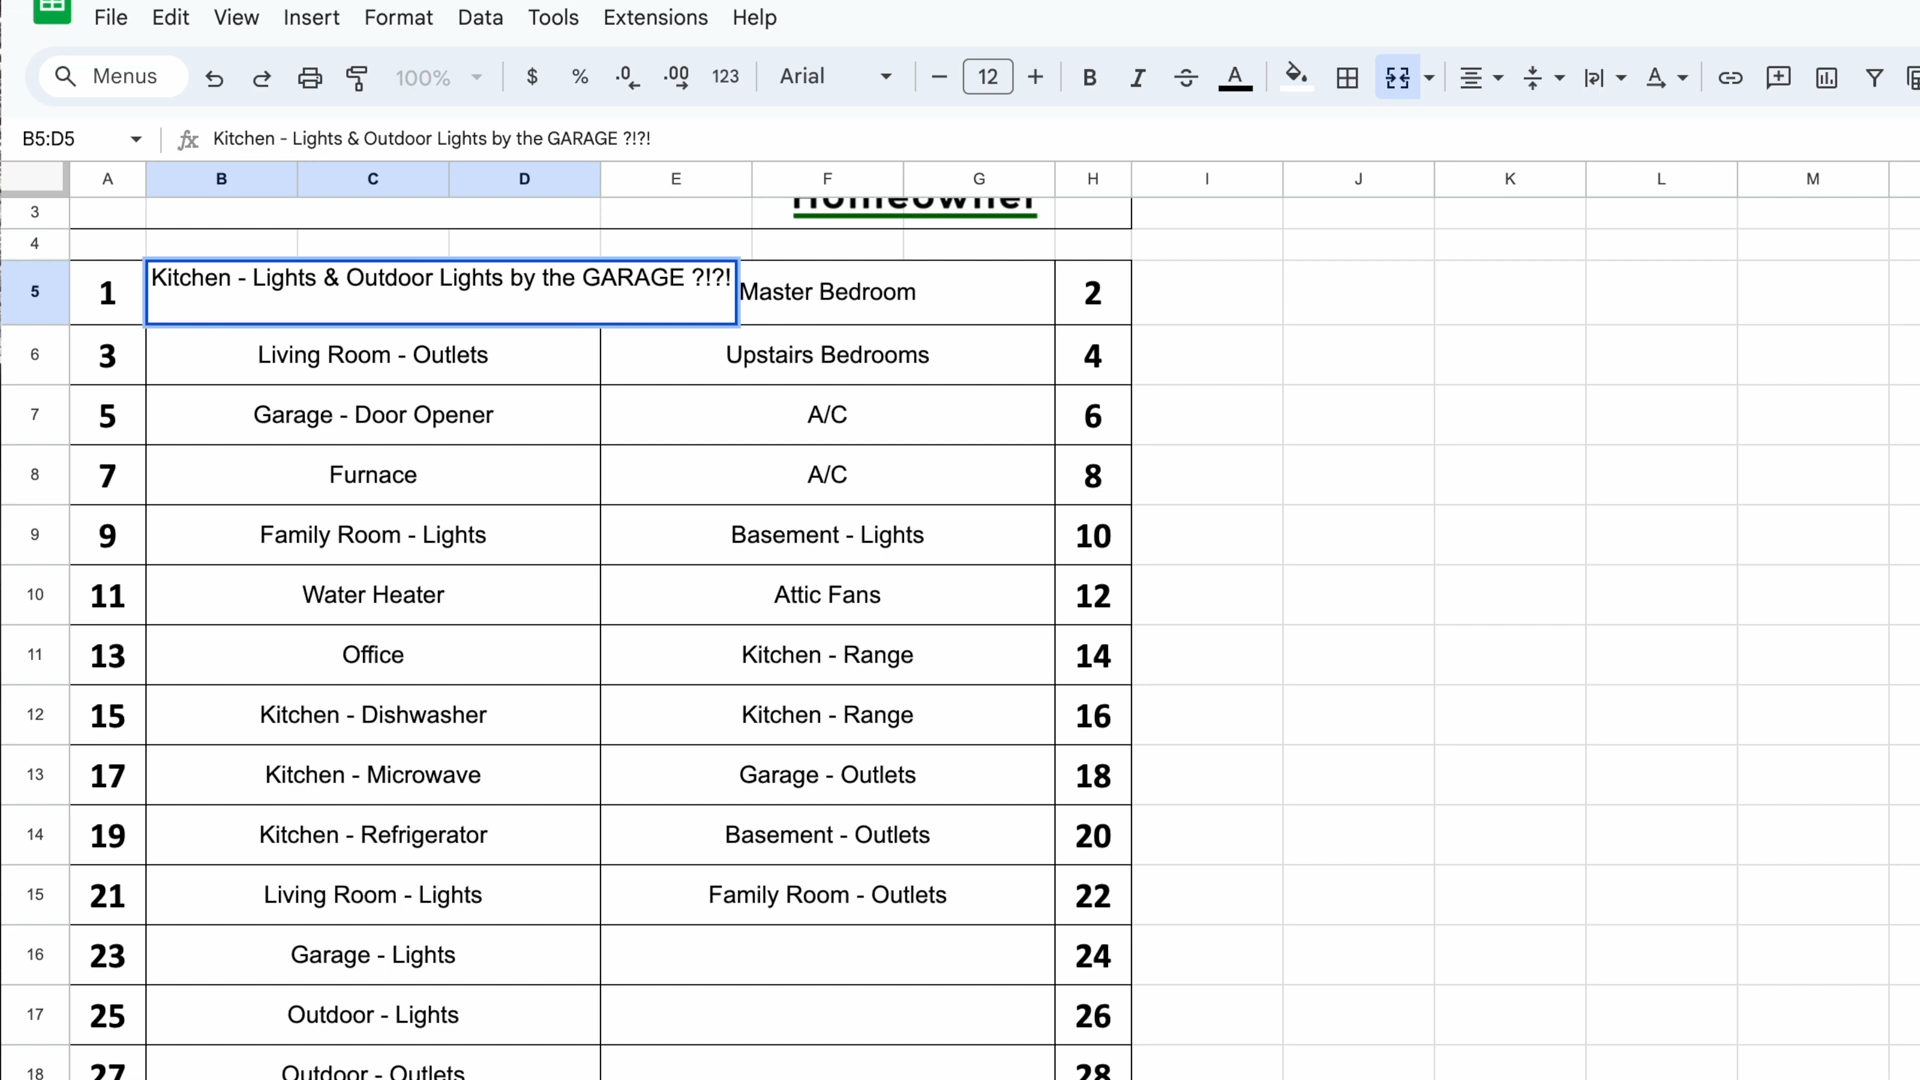 File Edit View Insert Format Data Tools Extensions Help
Menus 100% $ % .0 .00 123 Arial 12 B I S A A
B5:D5 fx Kitchen - Lights & Outdoor Lights by the GARAGE ?!?!
A B C D E F G H I J K L M
3 Homeowner
4
5 1 Kitchen - Lights & Outdoor Lights by the GARAGE ?!?! Master Bedroom 2
6 3 Living Room - Outlets Upstairs Bedrooms 4
7 5 Garage - Door Opener A/C 6
8 7 Furnace A/C 8
9 9 Family Room - Lights Basement - Lights 10
10 11 Water Heater Attic Fans 12
11 13 Office Kitchen - Range 14
12 15 Kitchen - Dishwasher Kitchen - Range 16
13 17 Kitchen - Microwave Garage - Outlets 18
14 19 Kitchen - Refrigerator Basement - Outlets 20
15 21 Living Room - Lights Family Room - Outlets 22
16 23 Garage - Lights 24
17 25 Outdoor - Lights 26
18 27 Outdoor - Outlets 28